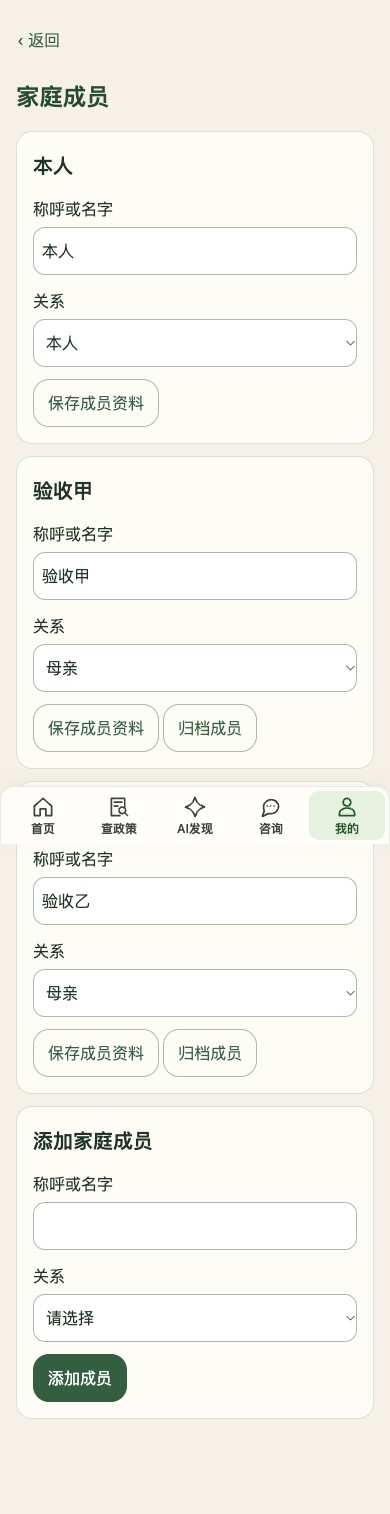 ‹ 返回
家庭成员
本人
称呼或名字
本人
关系
本人
保存成员资料
验收甲
称呼或名字
验收甲
关系
母亲
保存成员资料 归档成员
首页 查政策 AI发现 咨询 我的
称呼或名字
验收乙
关系
母亲
保存成员资料 归档成员
添加家庭成员
称呼或名字
关系
请选择
添加成员